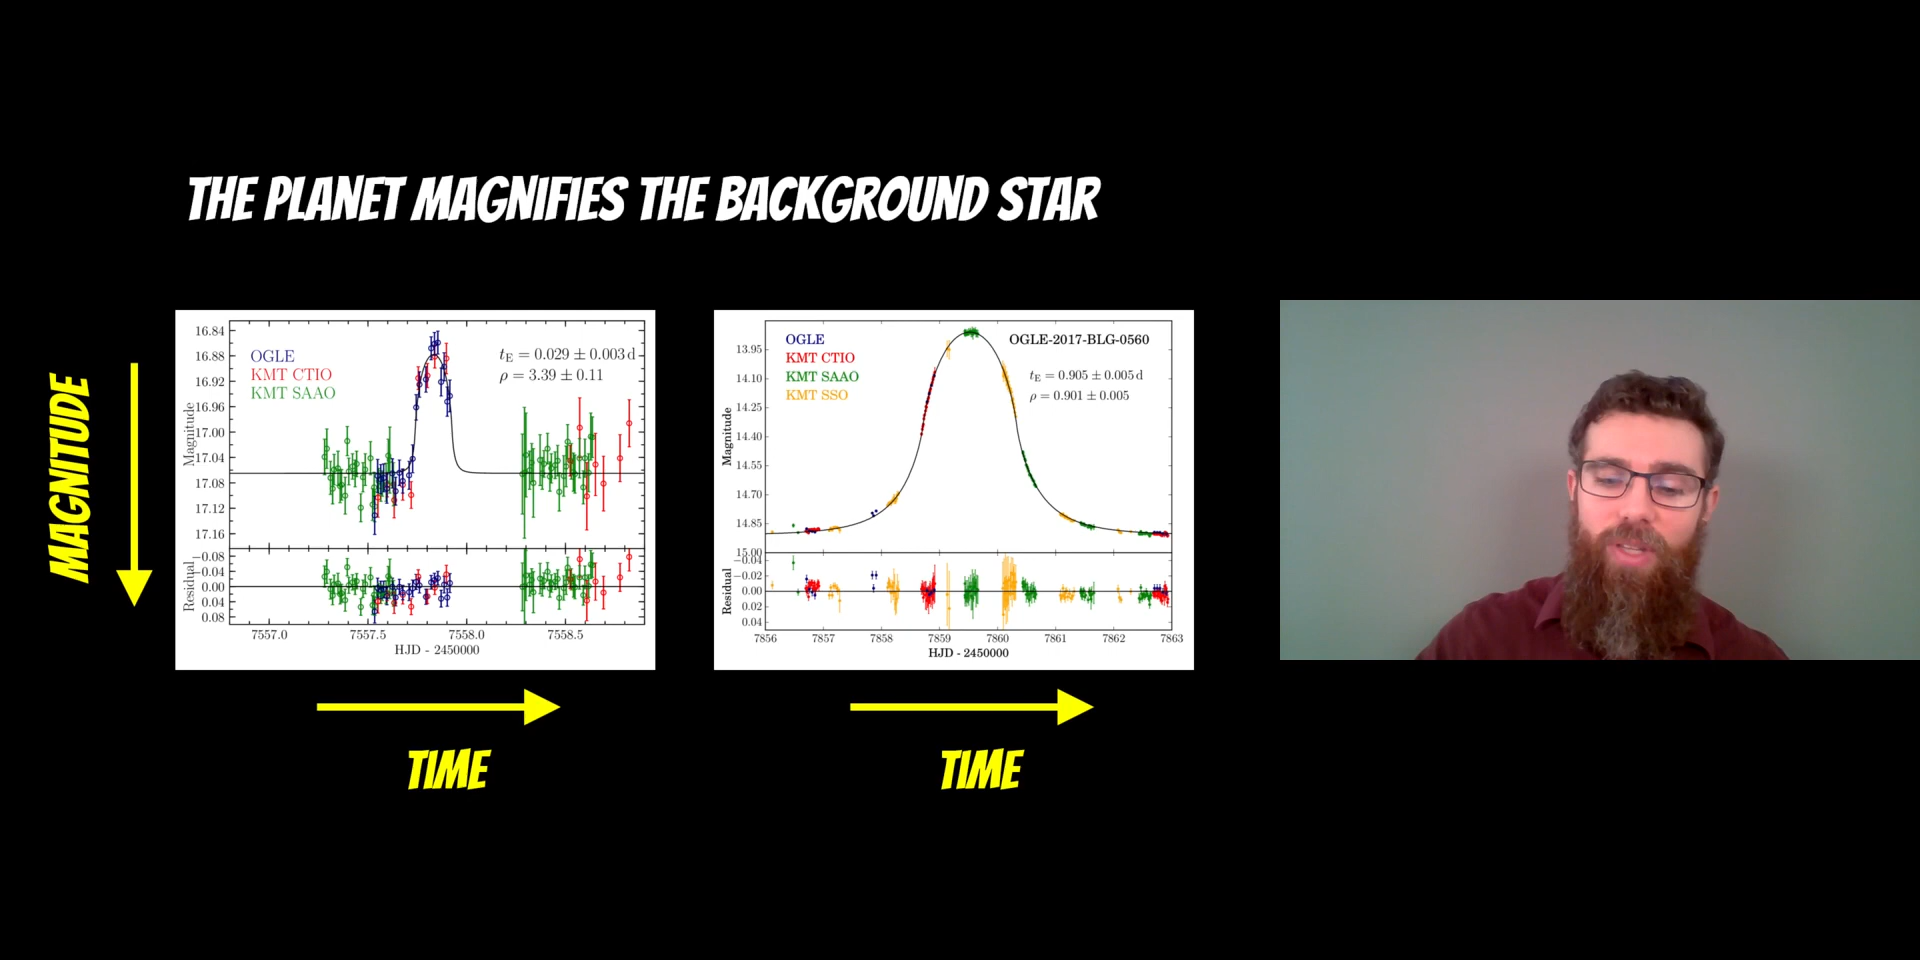 THE PLANET MAGNIFIES THE BACKGROUND STAR
MAGNITUDE
16.84
16.88
16.92
16.96
17.00
17.04
17.08
17.12
17.16
Magnitude
OGLE
KMT CTIO
KMT SAAO
tE = 0.029 ± 0.003 d
ρ = 3.39 ± 0.11
−0.08
−0.04
0.00
0.04
0.08
Residual
7557.0 7557.5 7558.0 7558.5
HJD - 2450000
TIME
13.95
14.10
14.25
14.40
14.55
14.70
14.85
15.00
Magnitude
OGLE
KMT CTIO
KMT SAAO
KMT SSO
OGLE-2017-BLG-0560
tE = 0.905 ± 0.005 d
ρ = 0.901 ± 0.005
−0.04
−0.02
0.00
0.02
0.04
Residual
7856 7857 7858 7859 7860 7861 7862 7863
HJD - 2450000
TIME